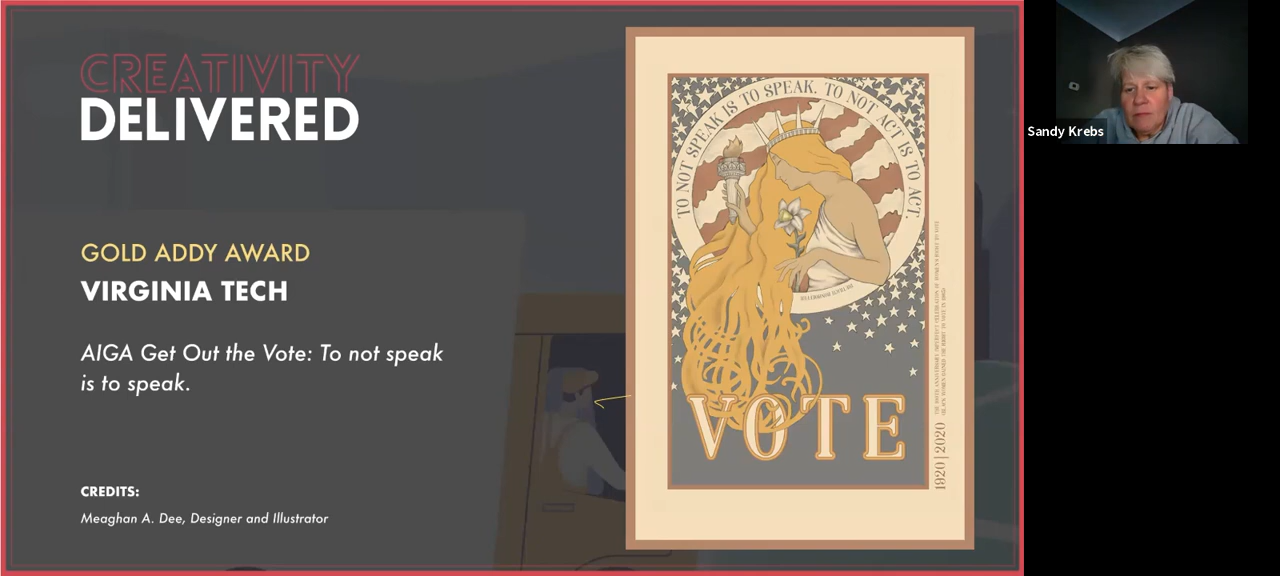 CREATIVITY
DELIVERED
GOLD ADDY AWARD
VIRGINIA TECH
AIGA Get Out the Vote: To not speak
is to speak.
CREDITS:
Meaghan A. Dee, Designer and Illustrator
TO NOT SPEAK IS TO SPEAK. TO NOT ACT IS TO ACT.
VOTE
1920 | 2020
Sandy Krebs